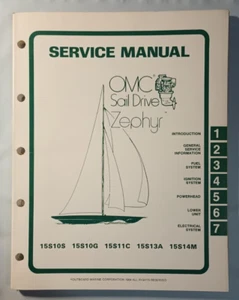 SERVICE MANUAL
OMC
Sail Drive
Zephyr
INTRODUCTION 1
GENERAL SERVICE INFORMATION 2
FUEL SYSTEM 3
IGNITION SYSTEM 4
POWERHEAD 5
LOWER UNIT 6
ELECTRICAL SYSTEM 7
15S10S 15S10G 15S11C 15S13A 15S14M